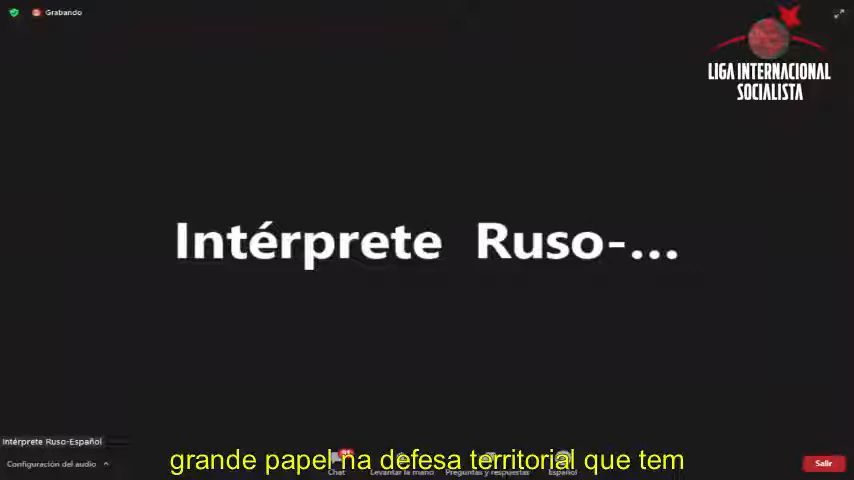 Grabando
LIGA INTERNACIONAL
SOCIALISTA
Intérprete Ruso-...
Intérprete Ruso-Español
grande papel na defesa territorial que tem
Configuración del audio
Chat
Levantar la mano
Preguntas y respuestas
Español
Salir